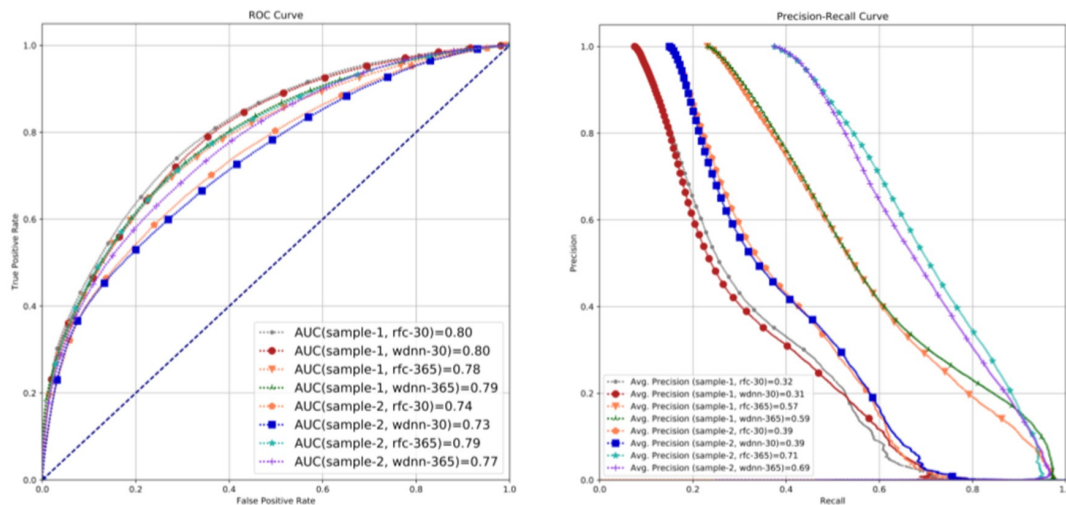 ROC Curve
1.0
0.8
0.6
0.4
0.2
0.0
True Positive Rate
AUC(sample-1, rfc-30)=0.80
AUC(sample-1, wdnn-30)=0.80
AUC(sample-1, rfc-365)=0.78
AUC(sample-1, wdnn-365)=0.79
AUC(sample-2, rfc-30)=0.74
AUC(sample-2, wdnn-30)=0.73
AUC(sample-2, rfc-365)=0.79
AUC(sample-2, wdnn-365)=0.77
0.0 0.2 0.4 0.6 0.8 1.0
False Positive Rate
Precision-Recall Curve
1.0
0.8
0.6
0.4
0.2
0.0
Precision
Avg. Precision (sample-1, rfc-30)=0.32
Avg. Precision (sample-1, wdnn-30)=0.31
Avg. Precision (sample-1, rfc-365)=0.57
Avg. Precision (sample-1, wdnn-365)=0.59
Avg. Precision (sample-2, rfc-30)=0.39
Avg. Precision (sample-2, wdnn-30)=0.39
Avg. Precision (sample-2, rfc-365)=0.71
Avg. Precision (sample-2, wdnn-365)=0.69
0.0 0.2 0.4 0.6 0.8 1.0
Recall